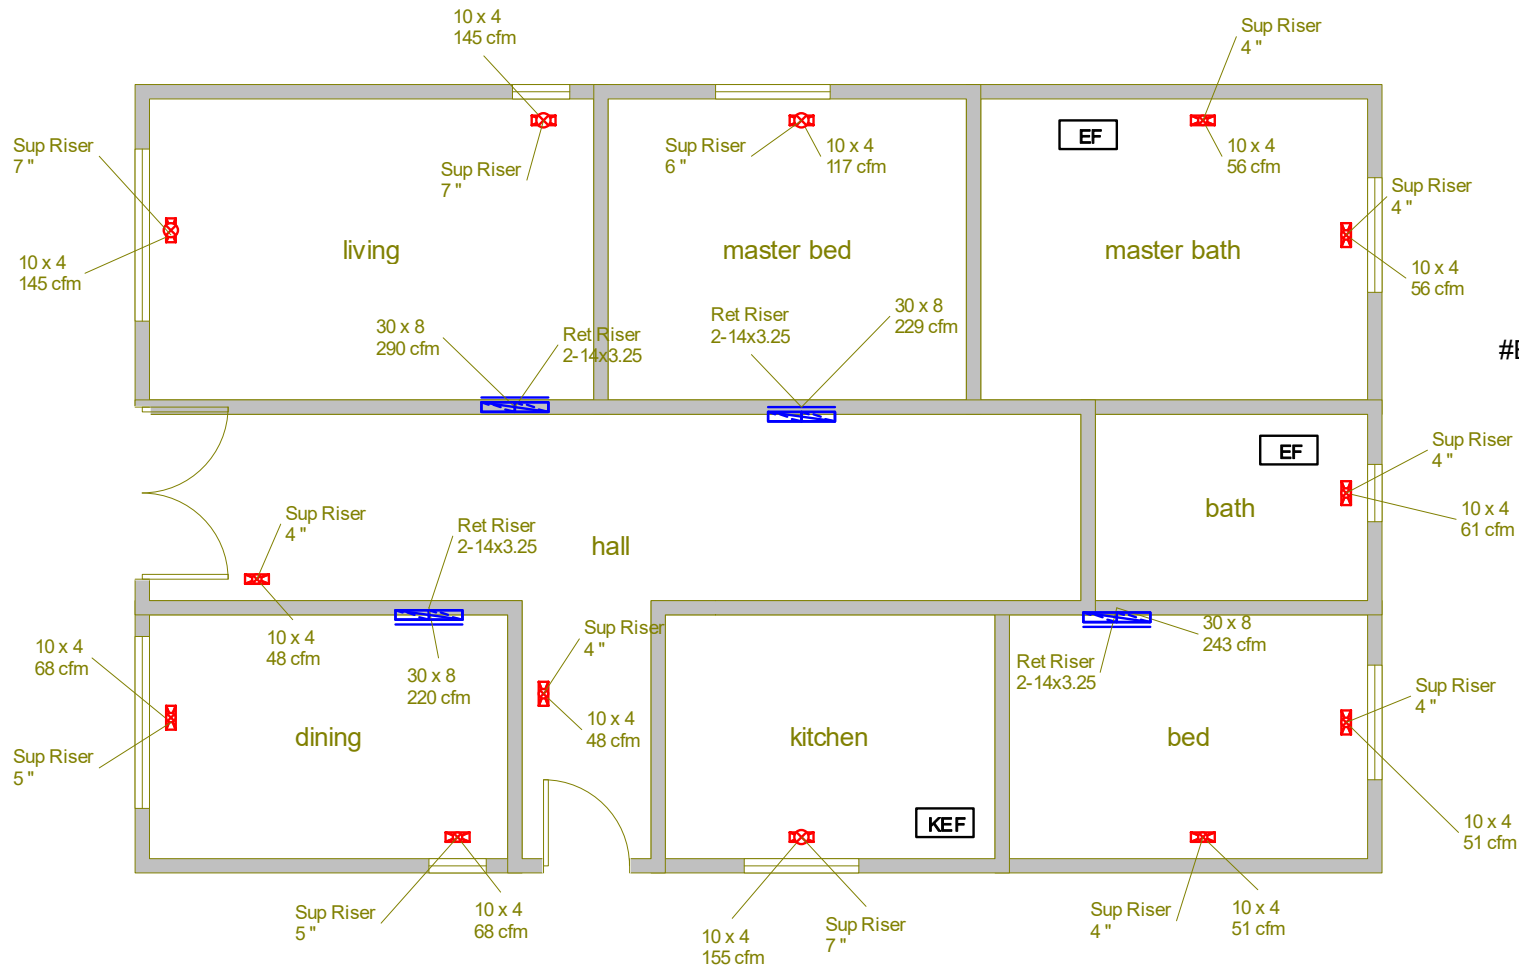 10 x 4
145 cfm
Sup Riser
4 "
Sup Riser
7 "
Sup Riser
7 "
Sup Riser
6 "
10 x 4
117 cfm
EF
10 x 4
56 cfm
Sup Riser
4 "
living
master bed
master bath
10 x 4
145 cfm
10 x 4
56 cfm
30 x 8
290 cfm
Ret Riser
2-14x3.25
Ret Riser
2-14x3.25
30 x 8
229 cfm
#E
EF
Sup Riser
4 "
bath
10 x 4
61 cfm
Sup Riser
4 "
Ret Riser
2-14x3.25
hall
10 x 4
48 cfm
10 x 4
68 cfm
30 x 8
220 cfm
Sup Riser
4 "
30 x 8
243 cfm
Ret Riser
2-14x3.25
Sup Riser
4 "
10 x 4
48 cfm
dining
kitchen
bed
Sup Riser
5 "
KEF
10 x 4
51 cfm
Sup Riser
5 "
10 x 4
68 cfm
10 x 4
155 cfm
Sup Riser
7 "
Sup Riser
4 "
10 x 4
51 cfm